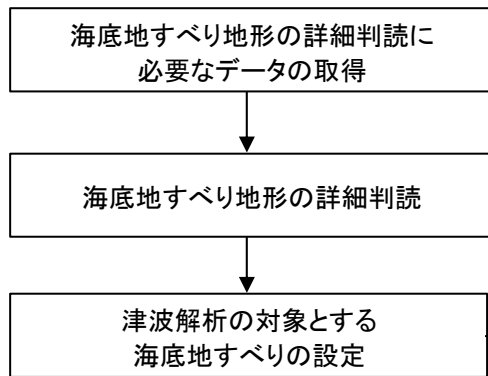 海底地すべり地形の詳細判読に
必要なデータの取得
海底地すべり地形の詳細判読
津波解析の対象とする
海底地すべりの設定